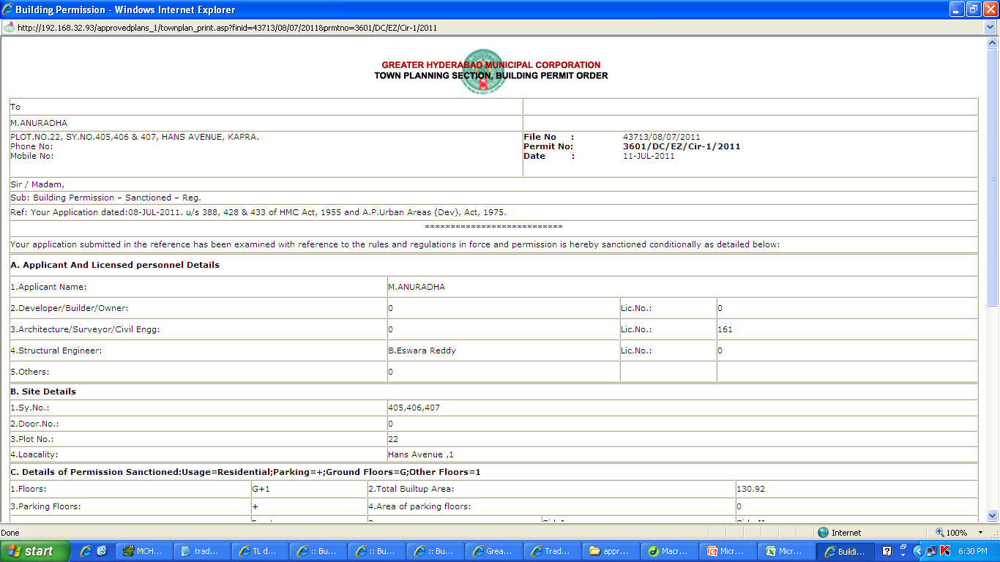 Building Permission - Windows Internet Explorer
http://192.168.32.93/approvedplans_1/townplan_print.asp?finid=43713/08/07/2011&prmtno=3601/DC/EZ/Cir-1/2011
GREATER HYDERABAD MUNICIPAL CORPORATION
TOWN PLANNING SECTION, BUILDING PERMIT ORDER
To
M.ANURADHA
PLOT.NO.22, SY.NO.405,406 & 407, HANS AVENUE, KAPRA.
Phone No:
Mobile No:
File No : 43713/08/07/2011
Permit No: 3601/DC/EZ/Cir-1/2011
Date : 11-JUL-2011
Sir / Madam,
Sub: Building Permission – Sanctioned – Reg.
Ref: Your Application dated:08-JUL-2011. u/s 388, 428 & 433 of HMC Act, 1955 and A.P.Urban Areas (Dev), Act, 1975.
***************************
Your application submitted in the reference has been examined with reference to the rules and regulations in force and permission is hereby sanctioned conditionally as detailed below:
A. Applicant And Licensed personnel Details
1.Applicant Name: M.ANURADHA
2.Developer/Builder/Owner: 0 Lic.No.: 0
3.Architecture/Surveyor/Civil Engg: 0 Lic.No.: 161
4.Structural Engineer: B.Eswara Reddy Lic.No.: 0
5.Others: 0
B. Site Details
1.Sy.No.: 405,406,407
2.Door.No.: 0
3.Plot No.: 22
4.Loacality: Hans Avenue ,1
C. Details of Permission Sanctioned:Usage=Residential;Parking=+;Ground Floors=G;Other Floors=1
1.Floors: G+1 2.Total Builtup Area: 130.92
3.Parking Floors: + 4.Area of parking floors: 0
Done Internet 100%
start MCH... trad... TL d... :: Bu... :: Bu... :: Bu... Grea... Trad... appr... Macr... Micr... Micr... Buildi... 6:30 PM